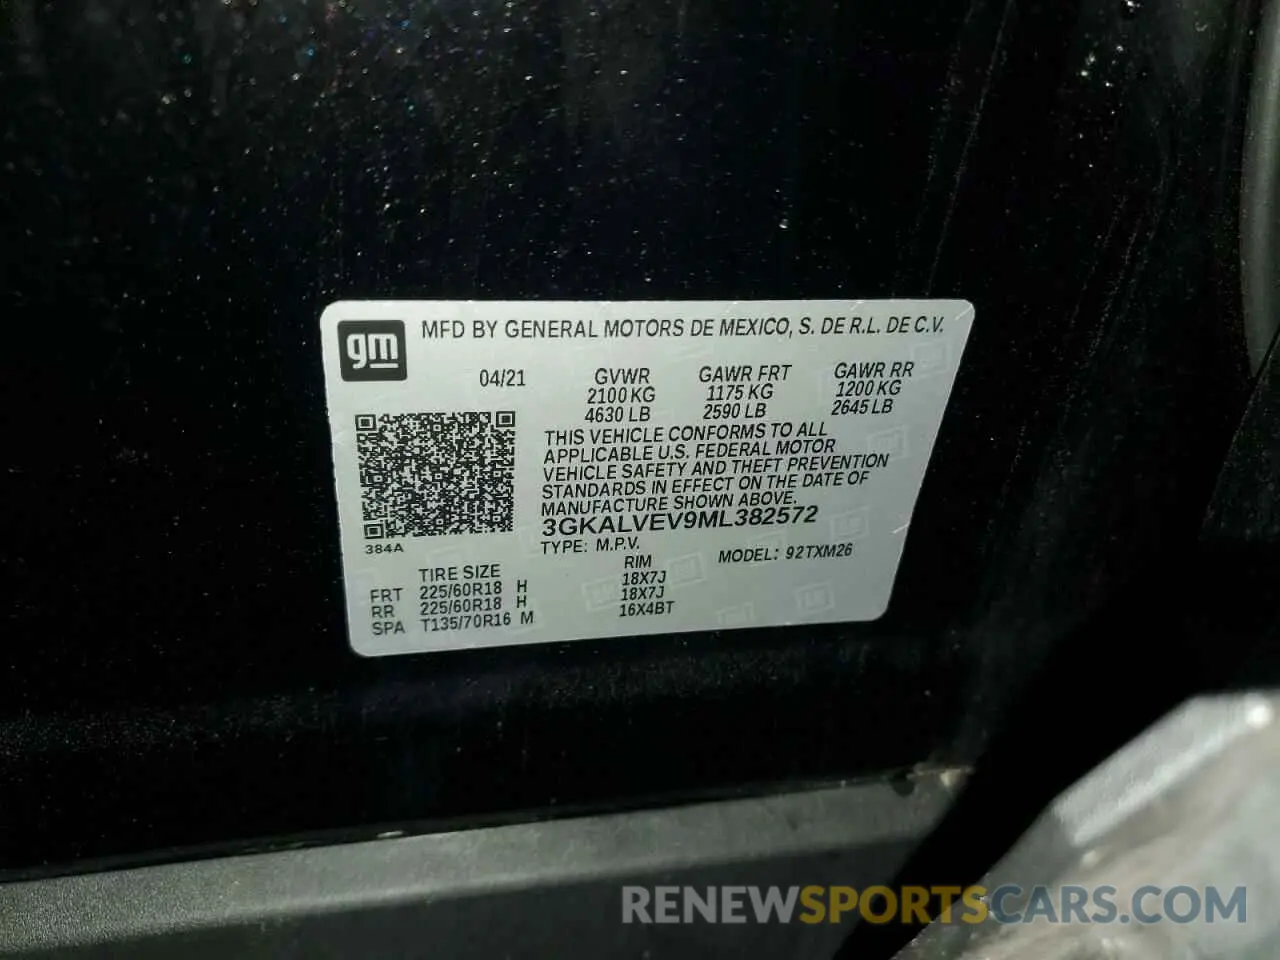 gm
MFD BY GENERAL MOTORS DE MEXICO, S. DE R.L. DE C.V.
04/21 GVWR GAWR FRT GAWR RR
2100 KG 1175 KG 1200 KG
4630 LB 2590 LB 2645 LB
THIS VEHICLE CONFORMS TO ALL
APPLICABLE U.S. FEDERAL MOTOR
VEHICLE SAFETY AND THEFT PREVENTION
STANDARDS IN EFFECT ON THE DATE OF
MANUFACTURE SHOWN ABOVE.
3GKALVEV9ML382572
384A
TYPE: M.P.V. MODEL: 92TXM26
TIRE SIZE RIM
FRT 225/60R18 H 18X7J
RR 225/60R18 H 18X7J
SPA T135/70R16 M 16X4BT
RENEWSPORTSCARS.COM